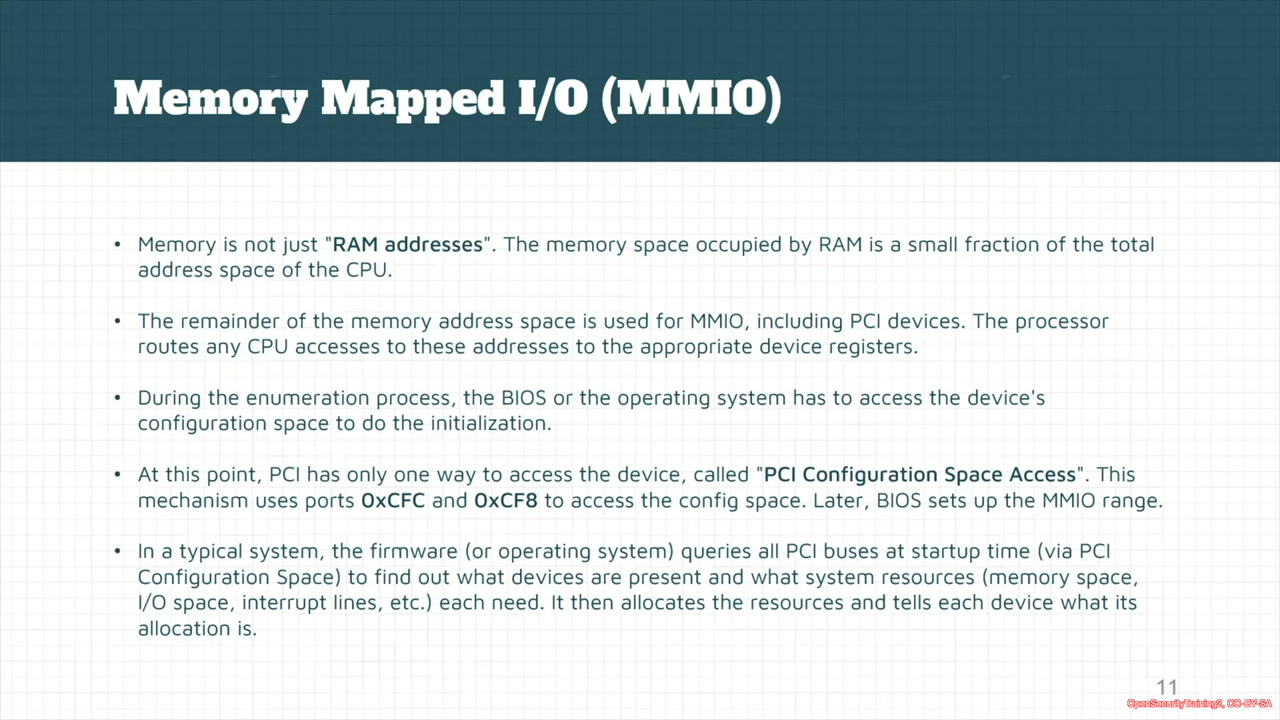 Memory Mapped I/O (MMIO)
• Memory is not just "RAM addresses". The memory space occupied by RAM is a small fraction of the total
address space of the CPU.
• The remainder of the memory address space is used for MMIO, including PCI devices. The processor
routes any CPU accesses to these addresses to the appropriate device registers.
• During the enumeration process, the BIOS or the operating system has to access the device's
configuration space to do the initialization.
• At this point, PCI has only one way to access the device, called "PCI Configuration Space Access". This
mechanism uses ports 0xCFC and 0xCF8 to access the config space. Later, BIOS sets up the MMIO range.
• In a typical system, the firmware (or operating system) queries all PCI buses at startup time (via PCI
Configuration Space) to find out what devices are present and what system resources (memory space,
I/O space, interrupt lines, etc.) each need. It then allocates the resources and tells each device what its
allocation is.
11
OpenSecurityTraining2, CC-BY-SA